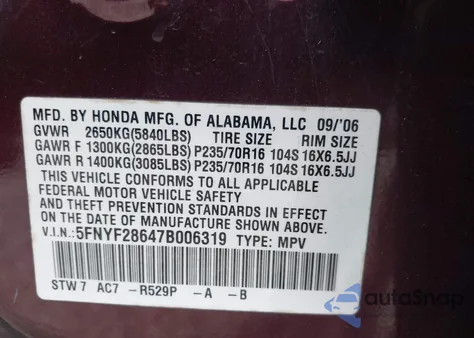 MFD. BY HONDA MFG. OF ALABAMA, LLC 09/'06
GVWR 2650KG(5840LBS) TIRE SIZE RIM SIZE
GAWR F 1300KG(2865LBS) P235/70R16 104S 16X6.5JJ
GAWR R 1400KG(3085LBS) P235/70R16 104S 16X6.5JJ
THIS VEHICLE CONFORMS TO ALL APPLICABLE
FEDERAL MOTOR VEHICLE SAFETY
AND THEFT PREVENTION STANDARDS IN EFFECT ON
THE DATE OF MANUFACTURE SHOWN ABOVE.
V.I.N.: 5FNYF28647B006319 TYPE: MPV
STW7 AC7 -R529P -A -B
autoSnap